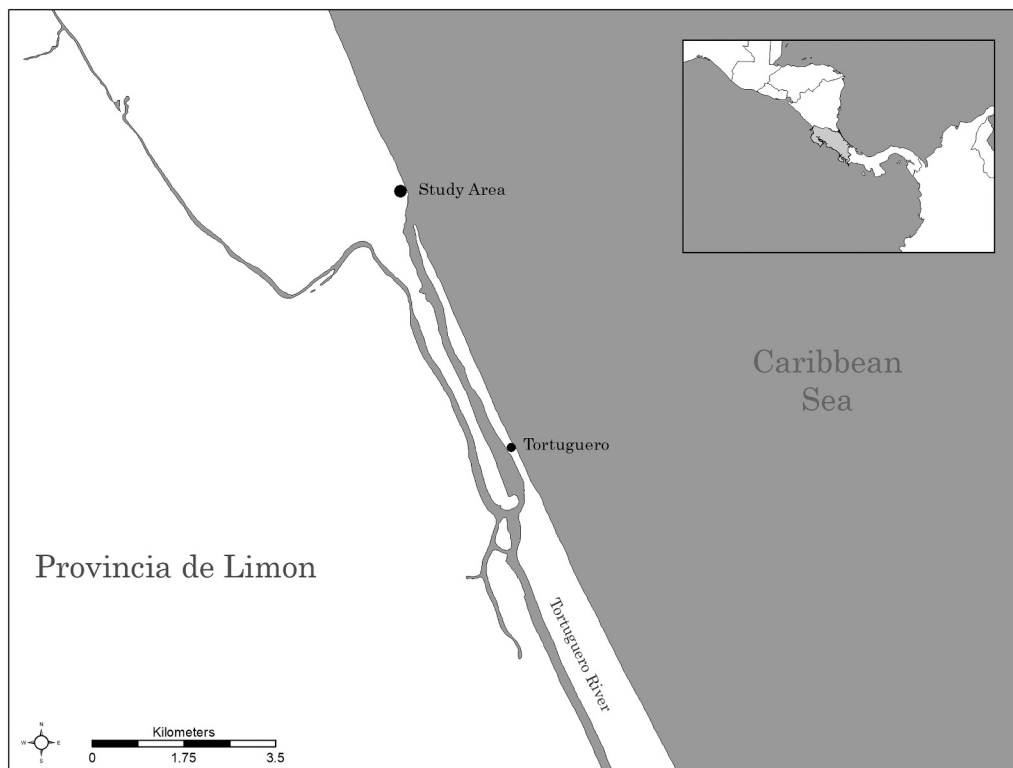 Study Area
Caribbean
Sea
Tortuguero
Provincia de Limon
Tortuguero River
N
W E
S
Kilometers
0 1.75 3.5